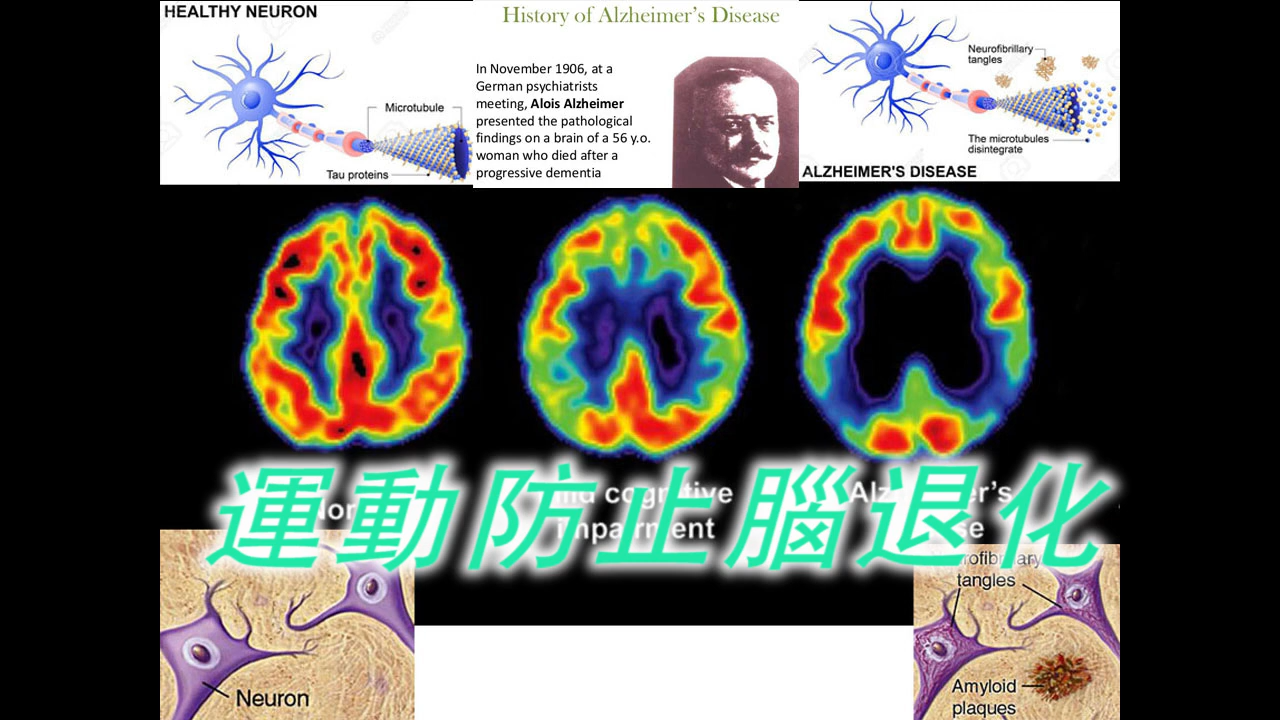 HEALTHY NEURON
Microtubule
Tau proteins
History of Alzheimer's Disease
In November 1906, at a
German psychiatrists
meeting, Alois Alzheimer
presented the pathological
findings on a brain of a 56 y.o.
woman who died after a
progressive dementia
Neurofibrillary
tangles
The microtubules
disintegrate
ALZHEIMER'S DISEASE
cognitive
impairment
運動防止腦退化
Neuron
tangles
Amyloid
plaques